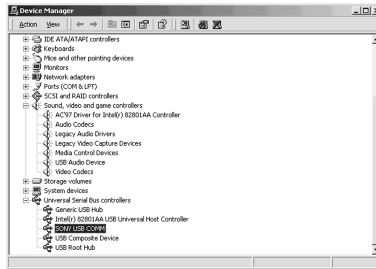 Device Manager
Action View
IDE ATA/ATAPI controllers
Keyboards
Mice and other pointing devices
Monitors
Network adapters
Ports (COM & LPT)
SCSI and RAID controllers
Sound, video and game controllers
AC'97 Driver for Intel(r) 82801AA Controller
Audio Codecs
Legacy Audio Drivers
Legacy Video Capture Devices
Media Control Devices
USB Audio Device
Video Codecs
Storage volumes
System devices
Universal Serial Bus controllers
Generic USB Hub
Intel(r) 82801AA USB Universal Host Controller
SONY USB COMM
USB Composite Device
USB Root Hub